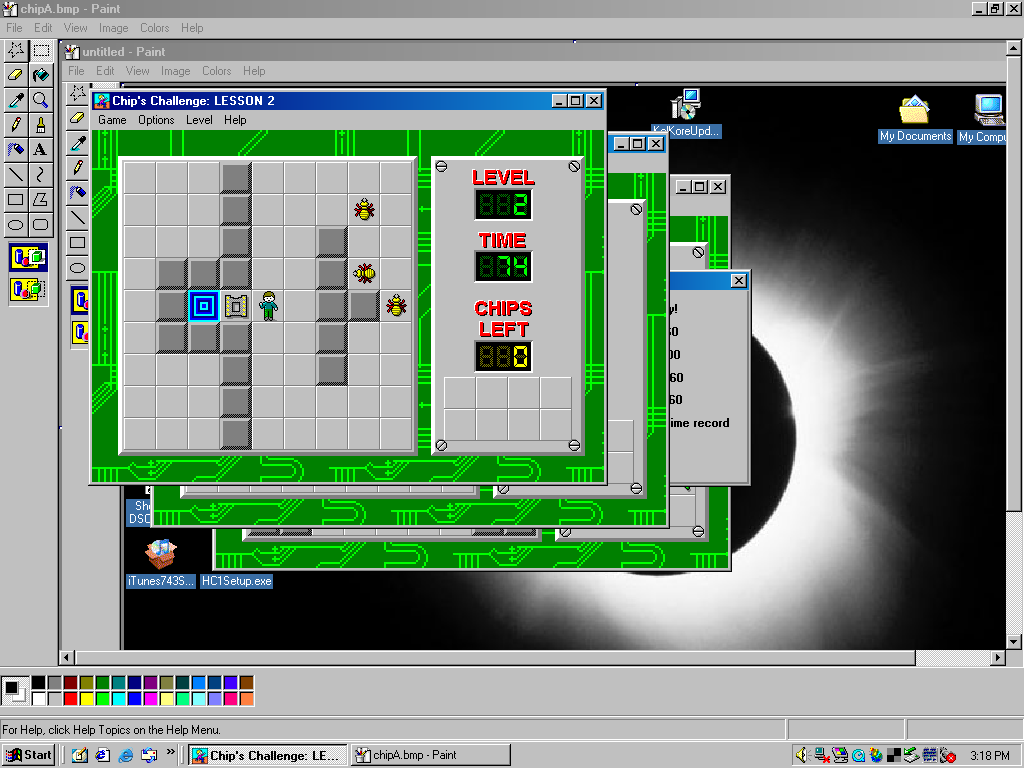 chipA.bmp - Paint
File Edit View Image Colors Help
untitled - Paint
File Edit View Image Colors Help
Chip's Challenge: LESSON 2
Game Options Level Help
LEVEL
2
TIME
74
CHIPS
LEFT
0
KalKoreUpd...
My Documents
My Compu
y!
60
00
60
60
ime record
Sh
DSC
iTunes743S...
HC1Setup.exe
A
For Help, click Help Topics on the Help Menu.
Start
Chip's Challenge: LE...
chipA.bmp - Paint
3:18 PM